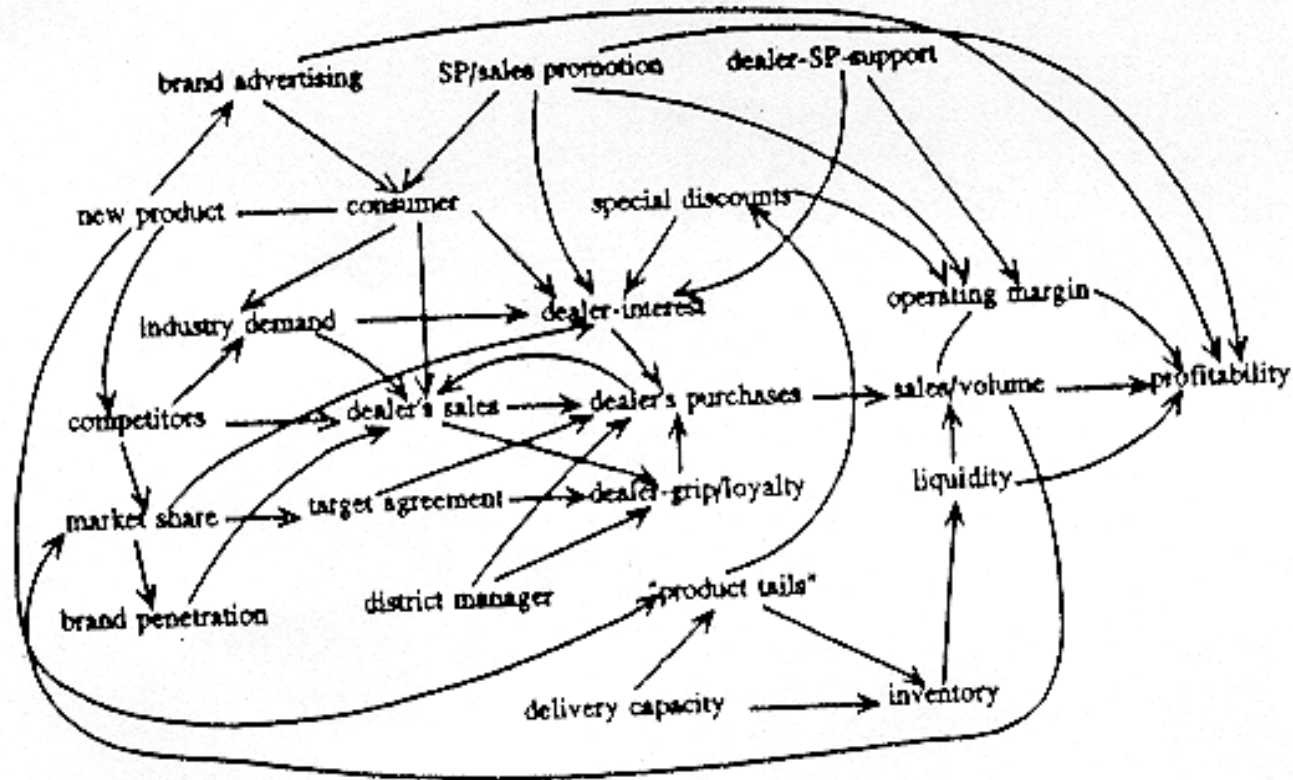 brand advertising
SP/sales promotion
dealer-SP-support
new product
consumer
special discounts
operating margin
industry demand
dealer-interest
profitability
sales/volume
competitors
dealer's sales
dealer's purchases
liquidity
market share
target agreement
dealer-grip/loyalty
brand penetration
district manager
"product tails"
delivery capacity
inventory